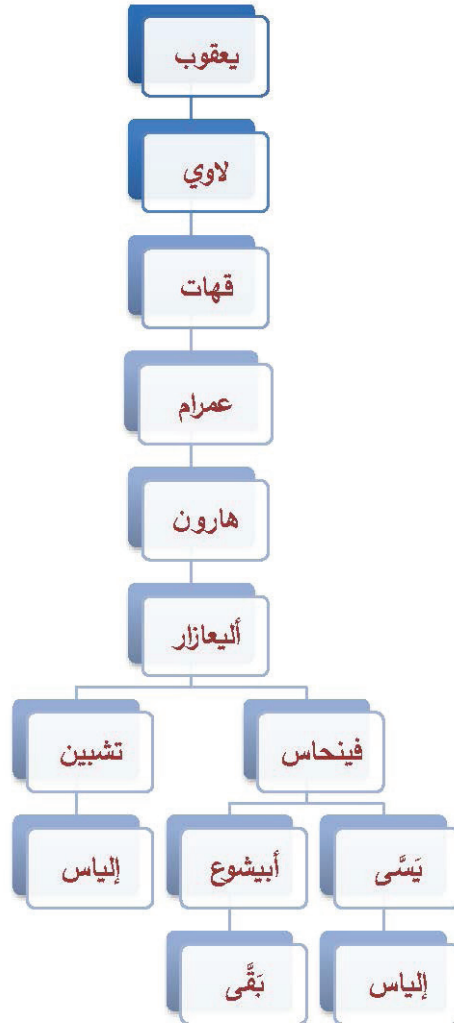 يعقوب
لاوي
قهات
عمرام
هارون
أليعازار
فينحاس
تشبين
يَسَّى
أبيشوع
إلياس
إلياس
بَقَّى